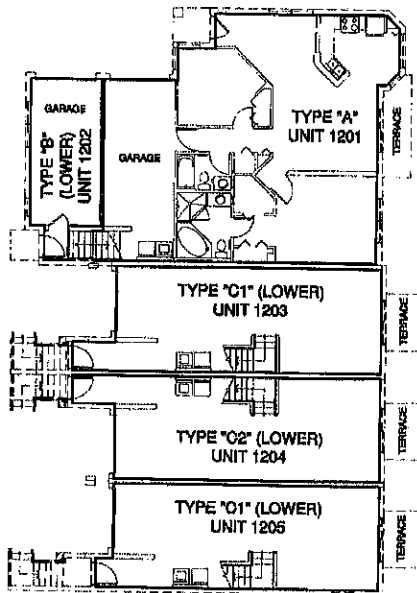 GARAGE
TYPE "B"
(LOWER)
UNIT 1202
GARAGE
TYPE "A"
UNIT 1201
TERRACE
TYPE "C1" (LOWER)
UNIT 1203
TERRACE
TYPE "C2" (LOWER)
UNIT 1204
TERRACE
TYPE "C1" (LOWER)
UNIT 1205
TERRACE